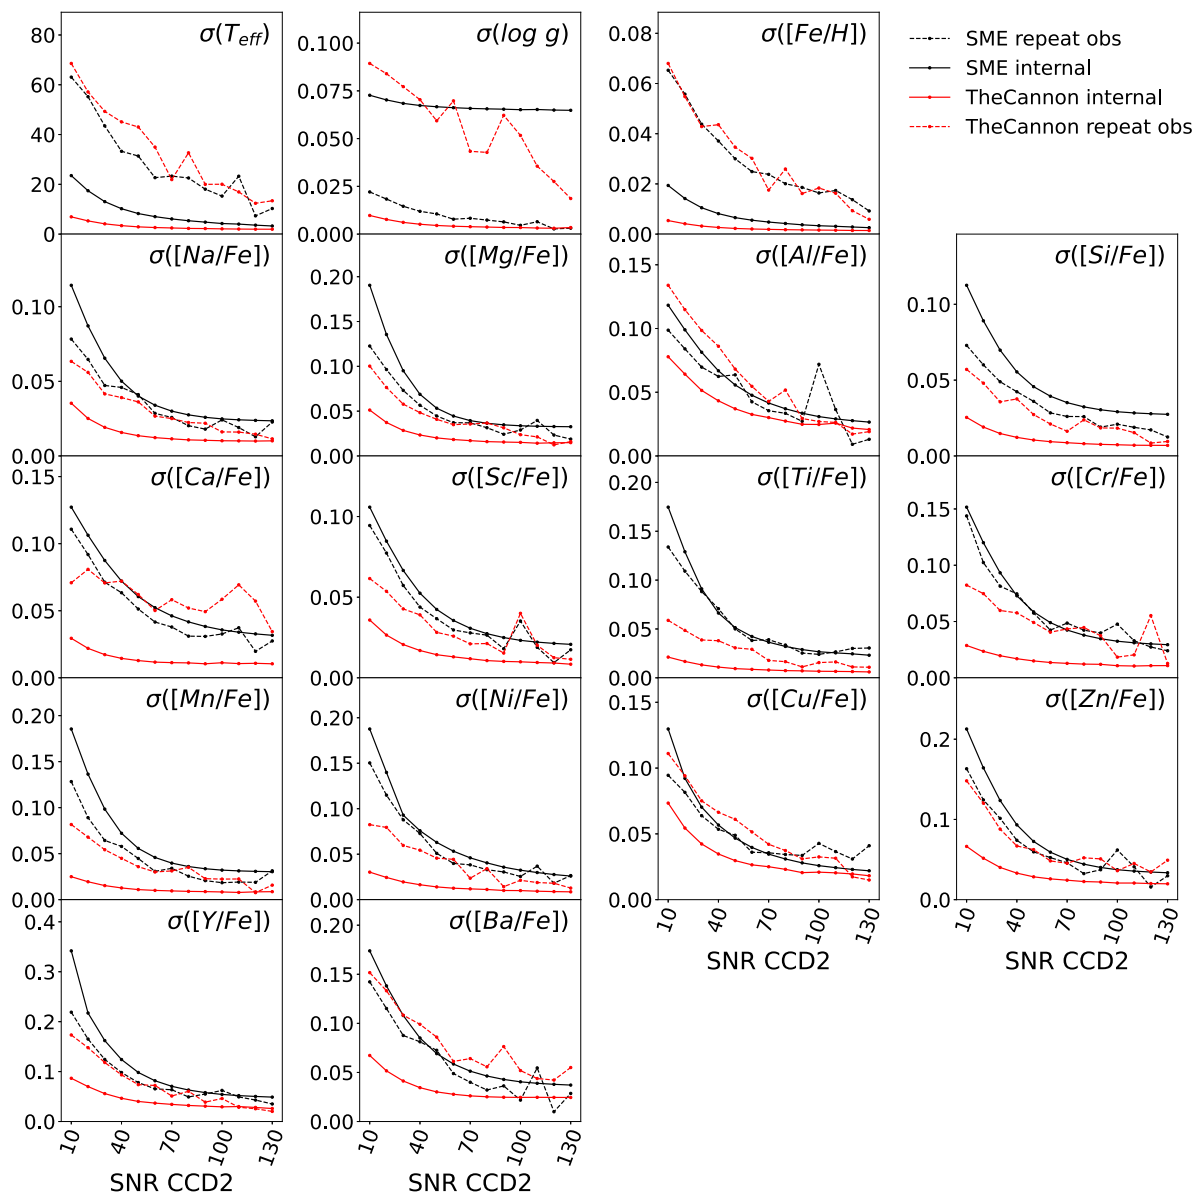 σ(T_eff)
80
60
40
20
0
σ(log g)
0.100
0.075
0.050
0.025
0.000
σ([Fe/H])
0.08
0.06
0.04
0.02
0.00
SME repeat obs
SME internal
TheCannon internal
TheCannon repeat obs
σ([Na/Fe])
0.10
0.05
0.00
σ([Mg/Fe])
0.20
0.15
0.10
0.05
0.00
σ([Al/Fe])
0.15
0.10
0.05
0.00
σ([Si/Fe])
0.10
0.05
0.00
σ([Ca/Fe])
0.15
0.10
0.05
0.00
σ([Sc/Fe])
0.10
0.05
0.00
σ([Ti/Fe])
0.20
0.15
0.10
0.05
0.00
σ([Cr/Fe])
0.15
0.10
0.05
0.00
σ([Mn/Fe])
0.20
0.15
0.10
0.05
0.00
σ([Ni/Fe])
0.20
0.15
0.10
0.05
0.00
σ([Cu/Fe])
0.15
0.10
0.05
0.00
10 40 70 100 130
SNR CCD2
σ([Zn/Fe])
0.2
0.1
0.0
10 40 70 100 130
SNR CCD2
σ([Y/Fe])
0.4
0.3
0.2
0.1
0.0
10 40 70 100 130
SNR CCD2
σ([Ba/Fe])
0.15
0.10
0.05
0.00
10 40 70 100 130
SNR CCD2